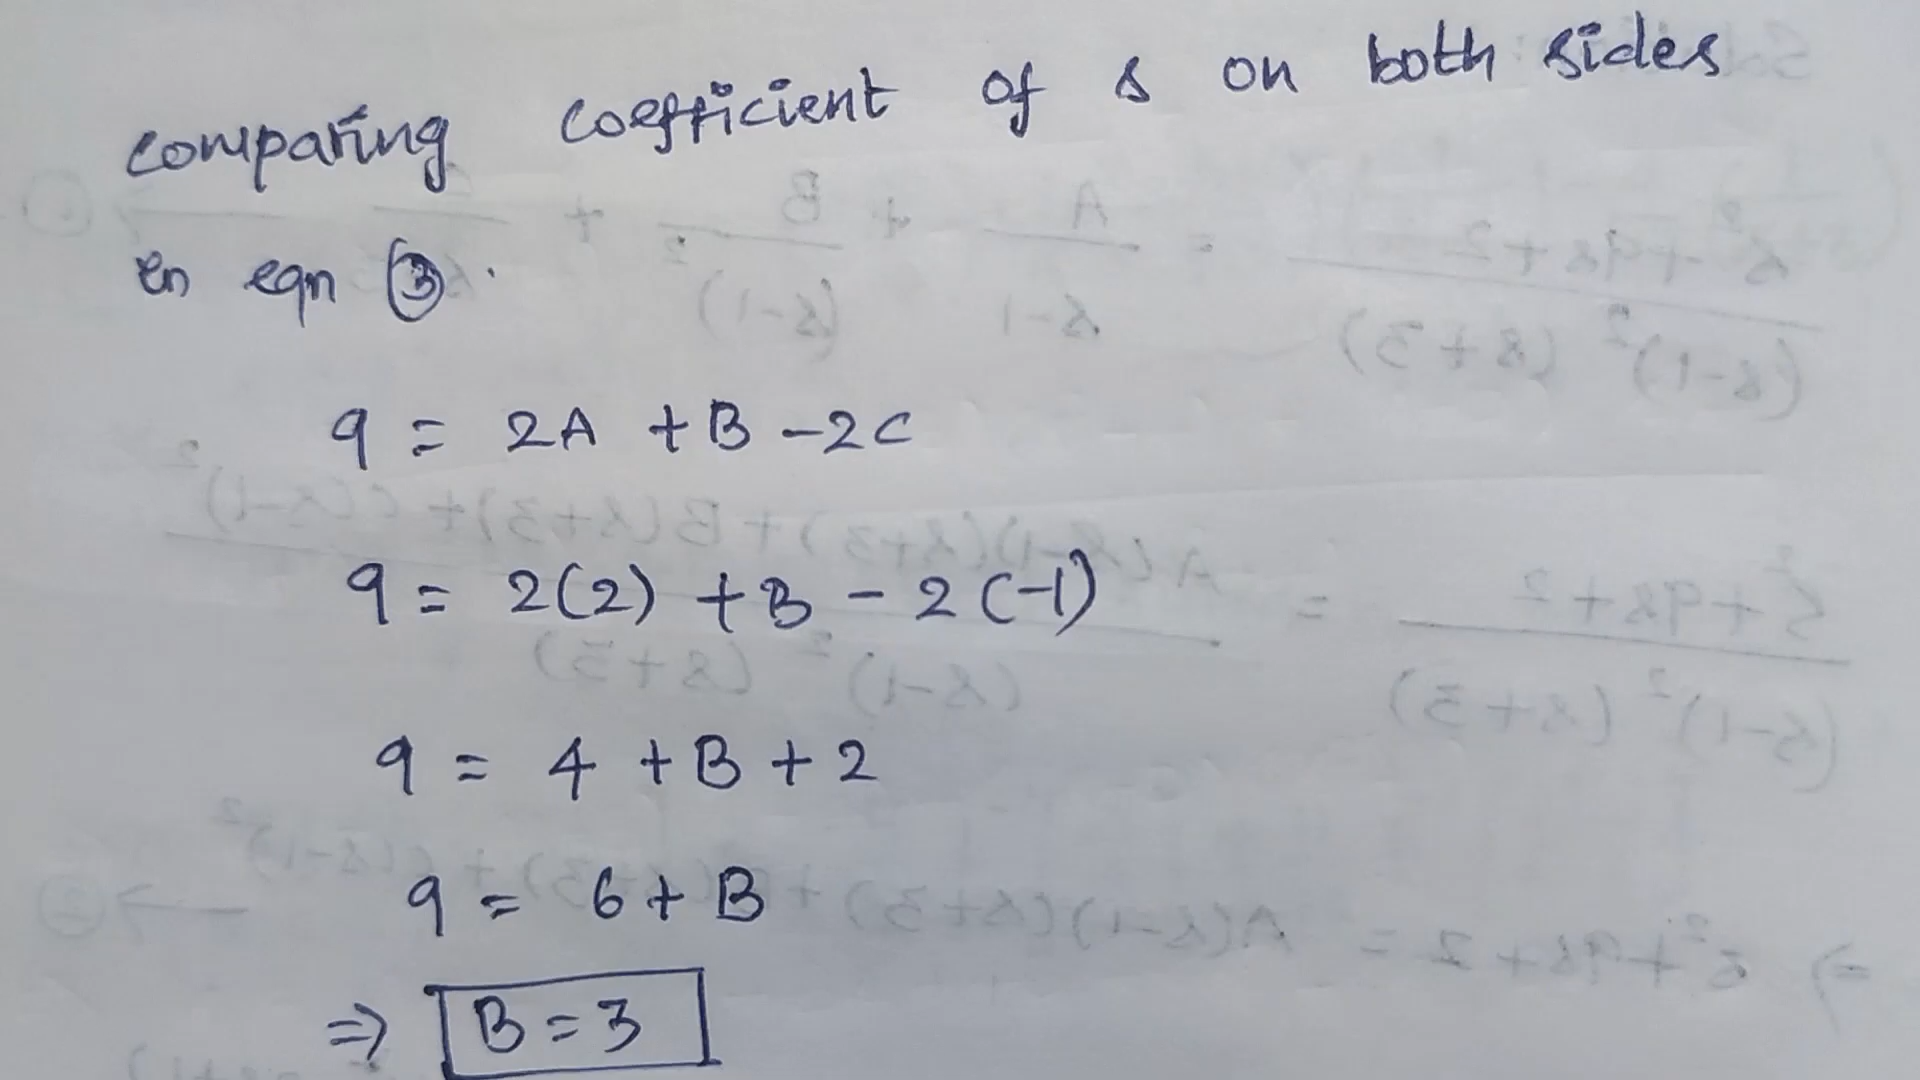 comparing coefficient of s on both sides
in eqn ③.
9 = 2A + B - 2C
9 = 2(2) + B - 2(-1)
9 = 4 + B + 2
9 = 6 + B
⇒ B = 3